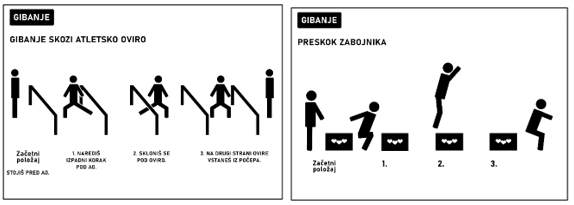 GIBANJE
GIBANJE SKOZI ATLETSKO OVIRO
Začetni
položaj
STOJIŠ PRED AO.
1. NAREDIŠ
IZPADNI KORAK
POD AO.
2. SKLONIŠ SE
POD OVIRO.
3. NA DRUGI STRANI OVIRE
VSTANEŠ IZ POČEPA.
GIBANJE
PRESKOK ZABOJNIKA
Začetni
položaj
1.
2.
3.